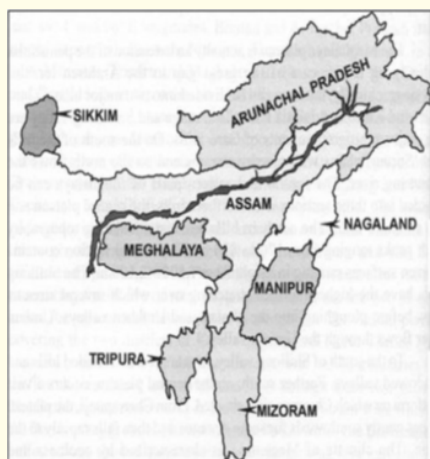 ARUNACHAL PRADESH
SIKKIM
ASSAM
NAGALAND
MEGHALAYA
MANIPUR
TRIPURA
MIZORAM